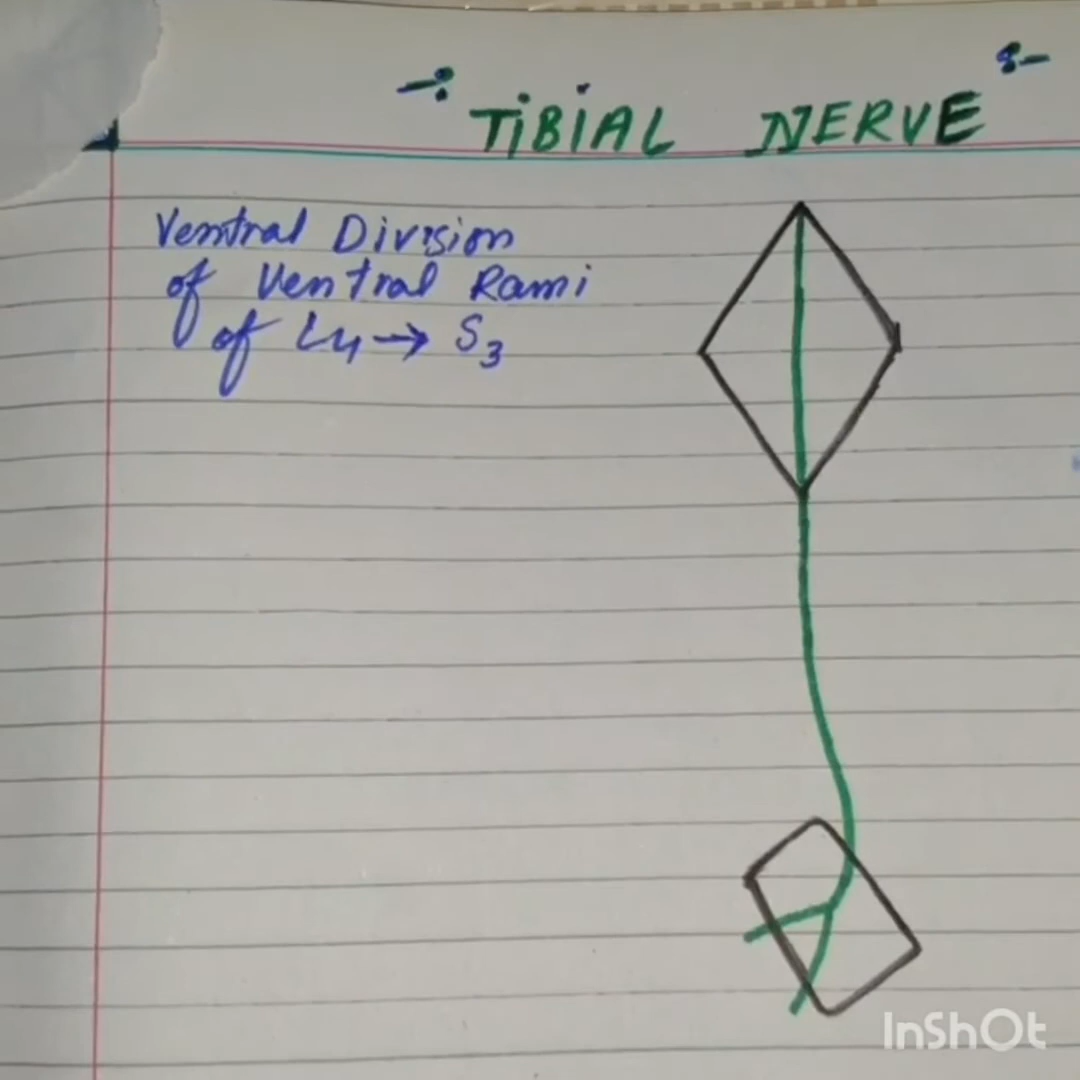 -: TiBiAL NERVE :-
Ventral Division
of Ventral Rami
of L4 → S3
InShOt